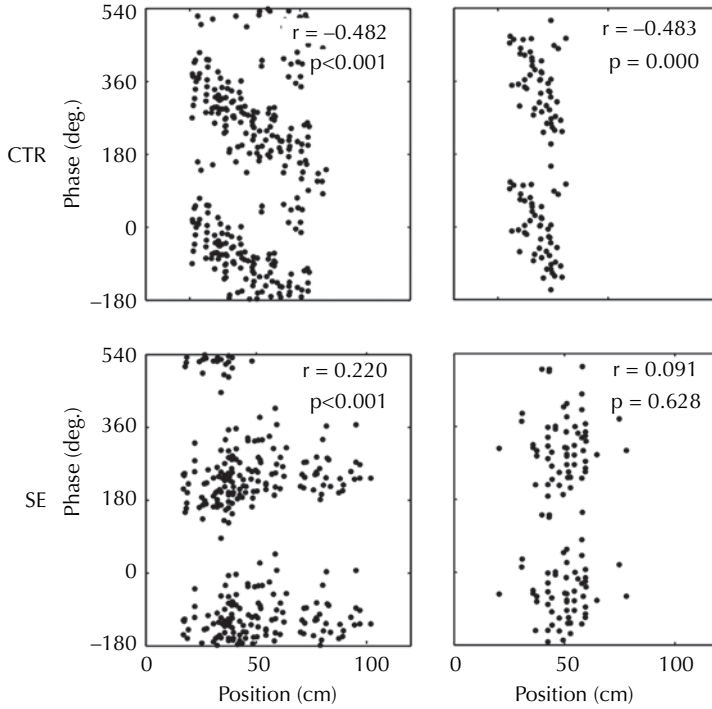 540
r = –0.482
p<0.001
360
180
0
–180
CTR
Phase (deg.)
r = –0.483
p = 0.000
540
r = 0.220
p<0.001
360
180
0
–180
SE
Phase (deg.)
0 50 100
Position (cm)
r = 0.091
p = 0.628
0 50 100
Position (cm)